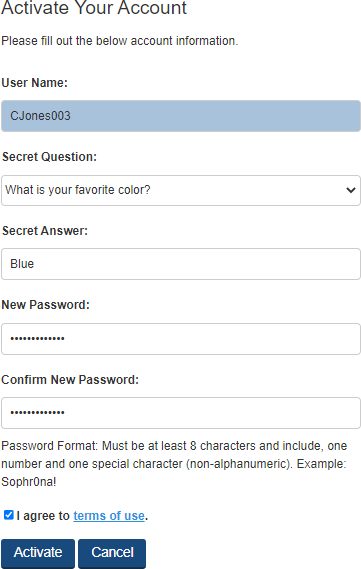 Activate Your Account
Please fill out the below account information.
User Name:
CJones003
Secret Question:
What is your favorite color?
Secret Answer:
Blue
New Password:
•••••••••••••
Confirm New Password:
•••••••••••••
Password Format: Must be at least 8 characters and include, one
number and one special character (non-alphanumeric). Example:
Sophr0na!
I agree to terms of use.
Activate Cancel